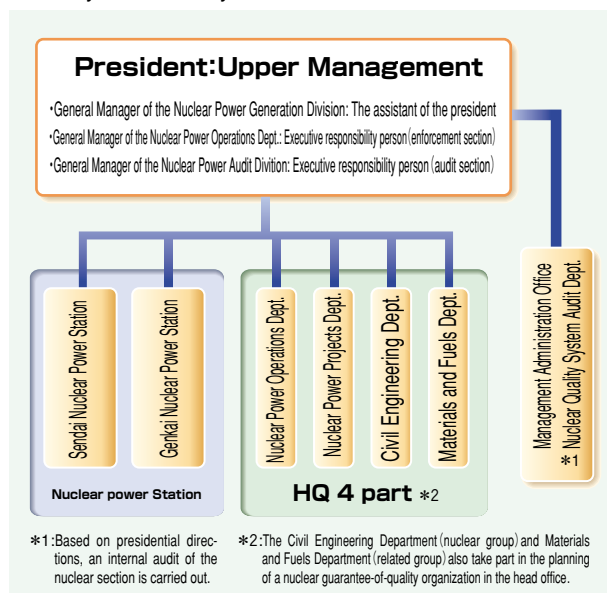 President:Upper Management
・General Manager of the Nuclear Power Generation Division: The assistant of the president
・General Manager of the Nuclear Power Operations Dept.: Executive responsibility person(enforcement section)
・General Manager of the Nuclear Power Audit Divition: Executive responsibility person(audit section)
Sendai Nuclear Power Station
Genkai Nuclear Power Station
Nuclear power Station
Nuclear Power Operations Dept.
Nuclear Power Projects Dept.
Civil Engineering Dept.
Materials and Fuels Dept.
HQ 4 part *2
Management Administration Office
Nuclear Quality System Audit Dept.
*1
*1:Based on presidential direc-
tions, an internal audit of the
nuclear section is carried out.
*2:The Civil Engineering Department(nuclear group)and Materials
and Fuels Department(related group)also take part in the planning
of a nuclear guarantee-of-quality organization in the head office.